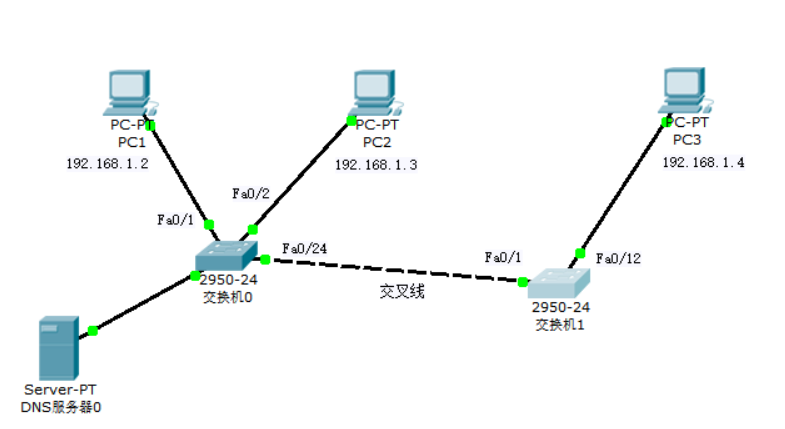 PC-PT
PC1
192.168.1.2
PC-PT
PC2
192.168.1.3
PC-PT
PC3
192.168.1.4
Fa0/1
Fa0/2
Fa0/24
Fa0/1
Fa0/12
2950-24
交换机0
交叉线
2950-24
交换机1
Server-PT
DNS服务器0